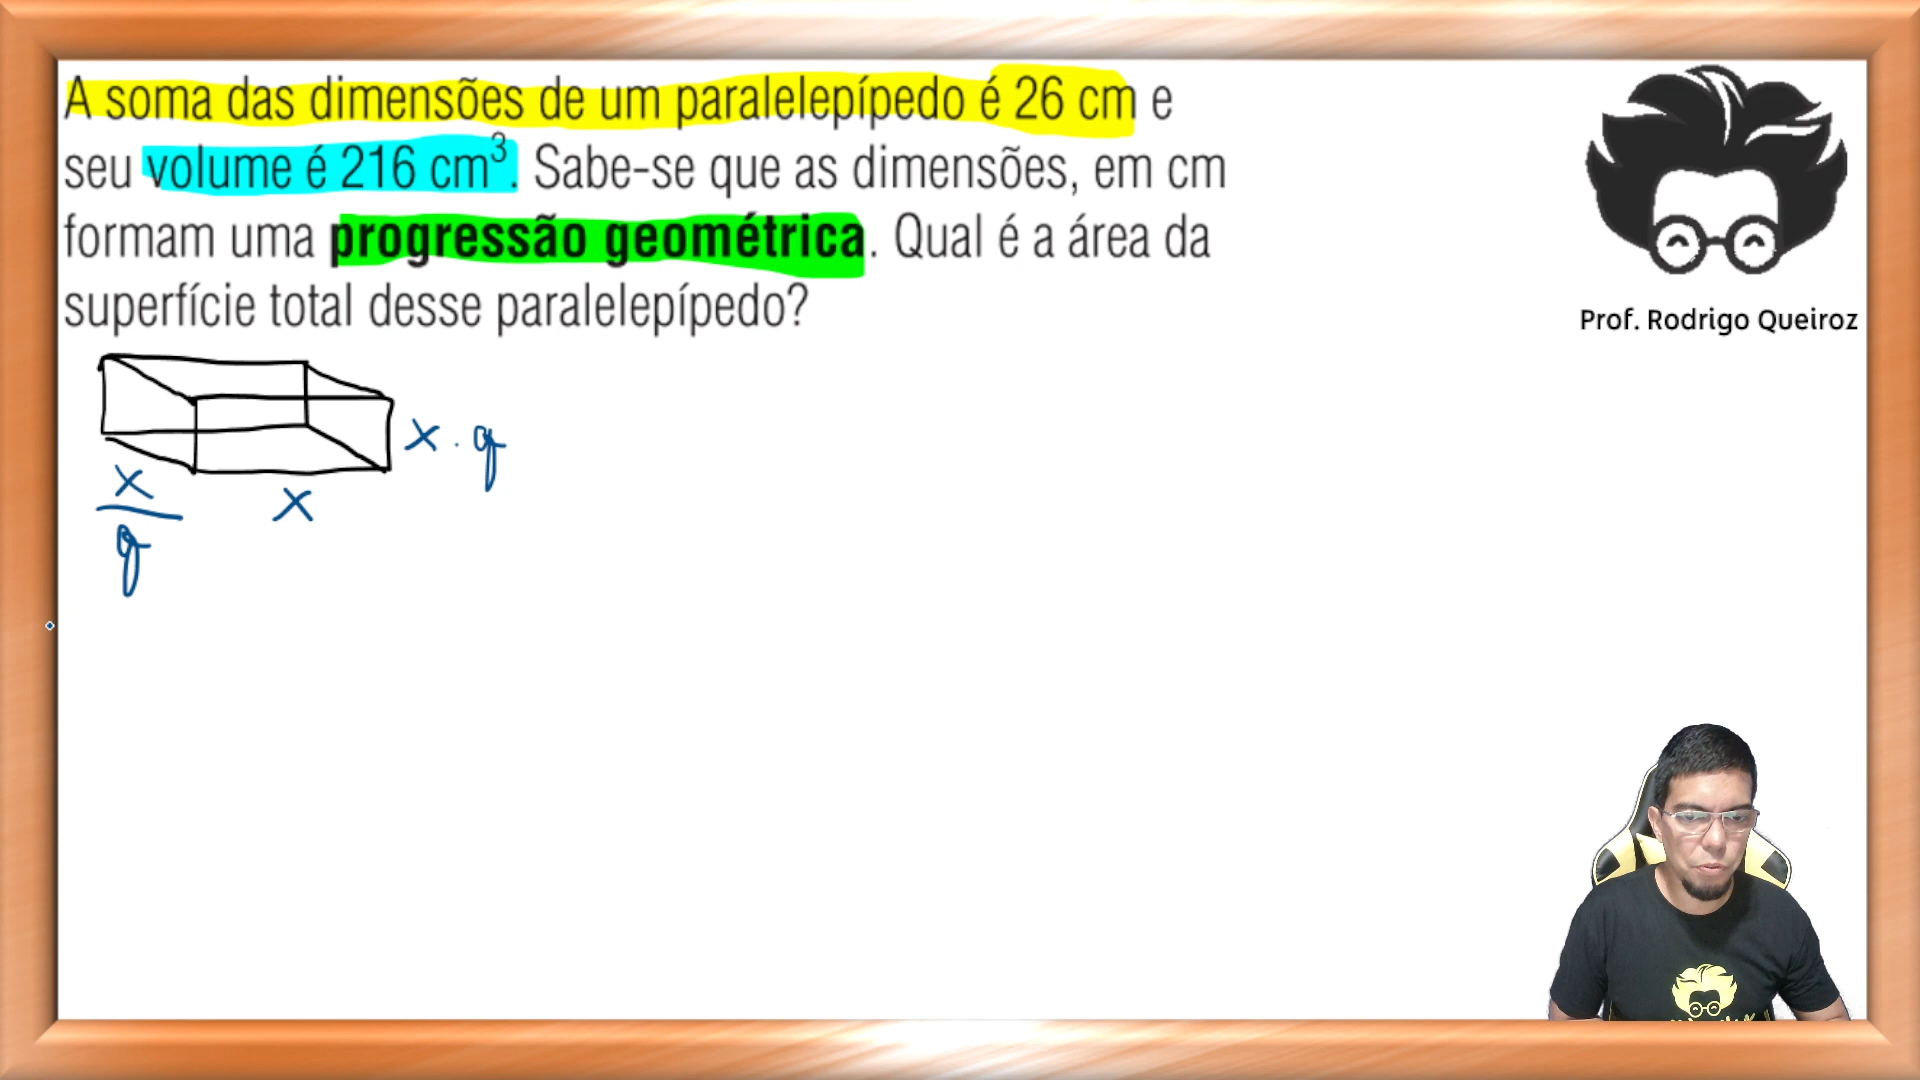 A soma das dimensões de um paralelepípedo é 26 cm e
seu volume é 216 cm³. Sabe-se que as dimensões, em cm
formam uma progressão geométrica. Qual é a área da
superfície total desse paralelepípedo?
Prof. Rodrigo Queiroz
x . q
x
q
x